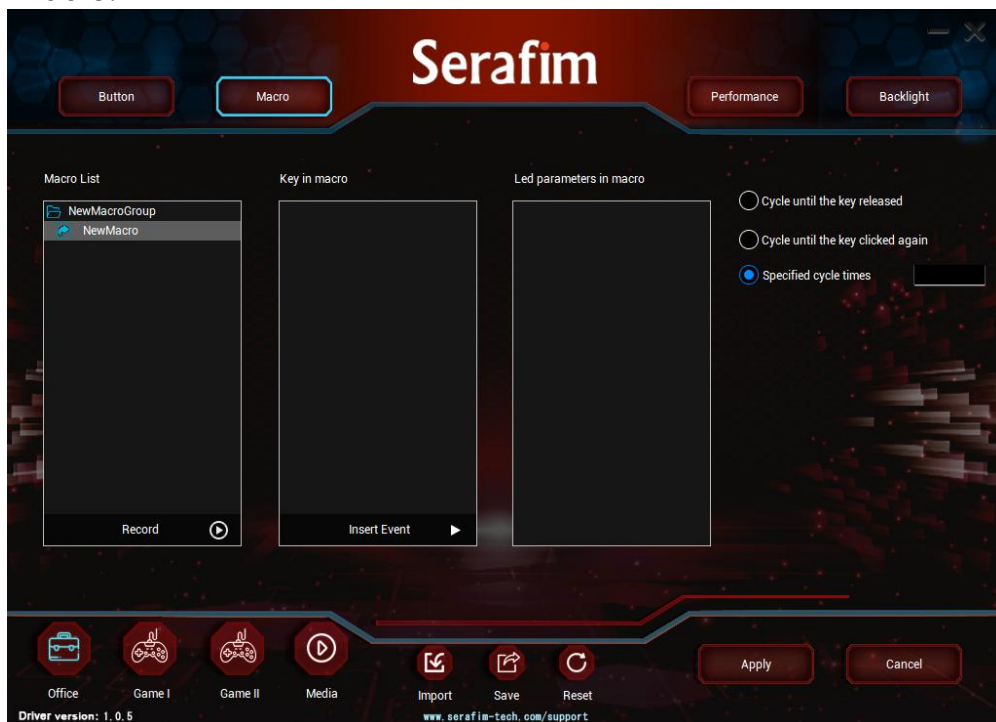 Serafim
Button
Macro
Performance
Backlight
Macro List
Key in macro
Led parameters in macro
NewMacroGroup
NewMacro
Cycle until the key released
Cycle until the key clicked again
Specified cycle times
Record
Insert Event
Office
Game I
Game II
Media
Import
Save
Reset
Apply
Cancel
Driver version: 1.0.5
www.serafim-tech.com/support